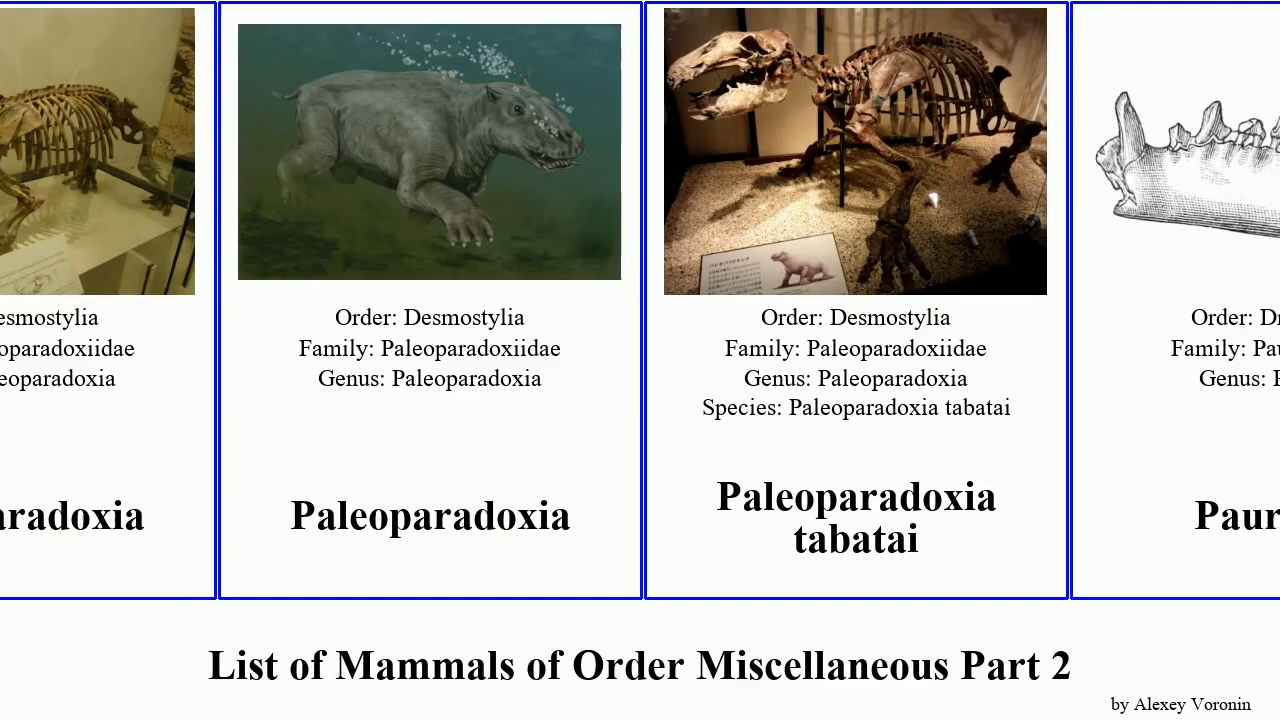 esmostylia
oparadoxiidae
eoparadoxia
aradoxia
Order: Desmostylia
Family: Paleoparadoxiidae
Genus: Paleoparadoxia
Paleoparadoxia
Order: Desmostylia
Family: Paleoparadoxiidae
Genus: Paleoparadoxia
Species: Paleoparadoxia tabatai
Paleoparadoxia
tabatai
Order: D
Family: Pau
Genus:
Paur
List of Mammals of Order Miscellaneous Part 2
by Alexey Voronin